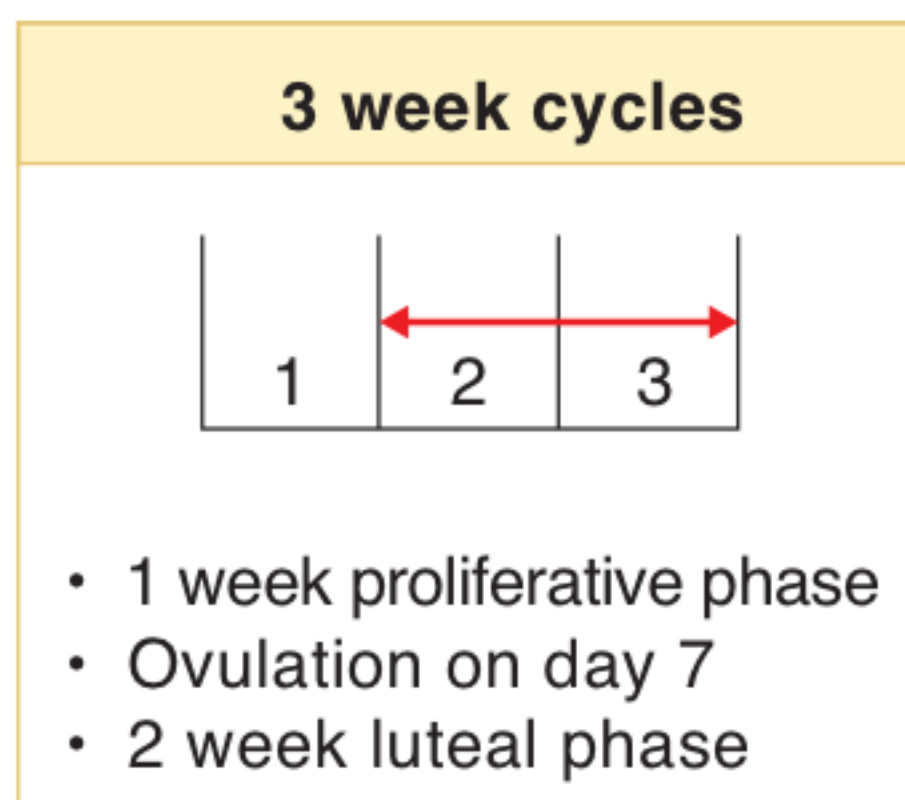 3 week cycles
1 2 3
• 1 week proliferative phase
• Ovulation on day 7
• 2 week luteal phase